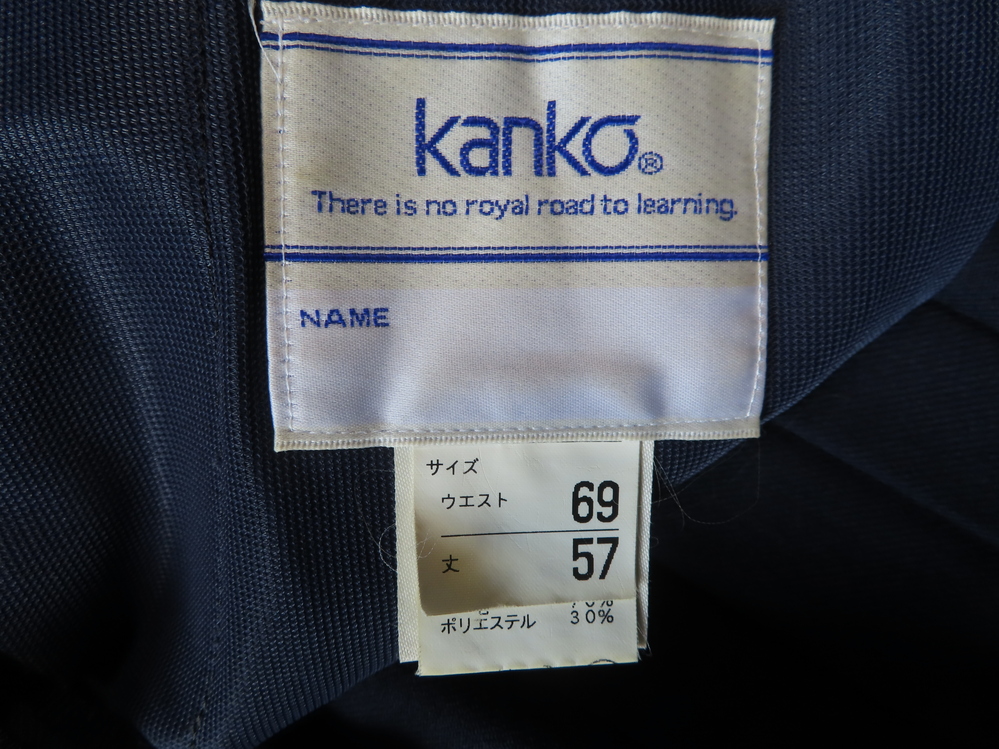 kanko®
There is no royal road to learning.
NAME
サイズ
ウエスト 69
丈 57
70%
ポリエステル 30%